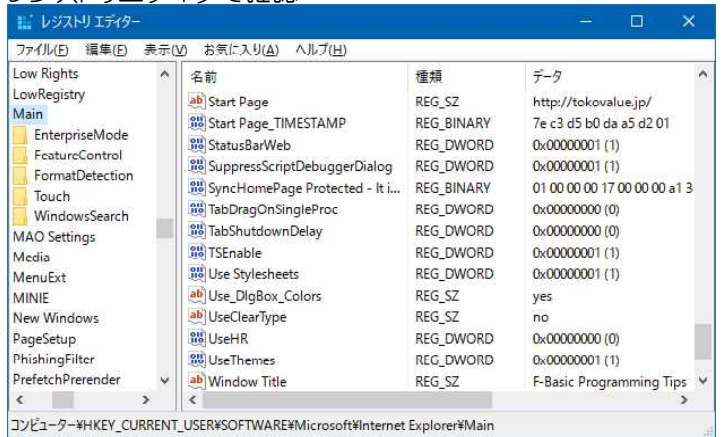 レジストリ エディター
ファイル(F) 編集(E) 表示(V) お気に入り(A) ヘルプ(H)
Low Rights
LowRegistry
Main
EnterpriseMode
FeatureControl
FormatDetection
Touch
WindowsSearch
MAO Settings
Media
MenuExt
MINIE
New Windows
PageSetup
PhishingFilter
PrefetchPrerender
名前 種類 データ
Start Page REG_SZ http://tokovalue.jp/
Start Page_TIMESTAMP REG_BINARY 7e c3 d5 b0 da a5 d2 01
StatusBarWeb REG_DWORD 0x00000001 (1)
SuppressScriptDebuggerDialog REG_DWORD 0x00000001 (1)
SyncHomePage Protected - It i... REG_BINARY 01 00 00 00 17 00 00 00 a1 3
TabDragOnSingleProc REG_DWORD 0x00000000 (0)
TabShutdownDelay REG_DWORD 0x00000000 (0)
TSEnable REG_DWORD 0x00000001 (1)
Use Stylesheets REG_DWORD 0x00000001 (1)
Use_DlgBox_Colors REG_SZ yes
UseClearType REG_SZ no
UseHR REG_DWORD 0x00000000 (0)
UseThemes REG_DWORD 0x00000001 (1)
Window Title REG_SZ F-Basic Programming Tips
コンピューター¥HKEY_CURRENT_USER¥SOFTWARE¥Microsoft¥Internet Explorer¥Main